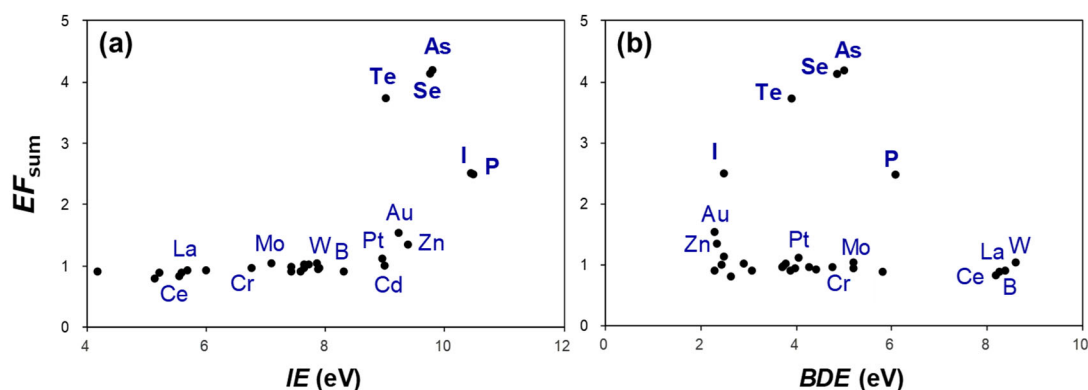 (a)
As
Te
Se
I P
Au
Zn
Pt
Cd
La
Mo
W
B
Cr
Ce
EFsum
5
4
3
2
1
0
4 6 8 10 12
IE (eV)
(b)
As
Se
Te
I
P
Au
Zn
Pt
Mo
La
W
Cr
Ce
B
5
4
3
2
1
0
0 2 4 6 8 10
BDE (eV)